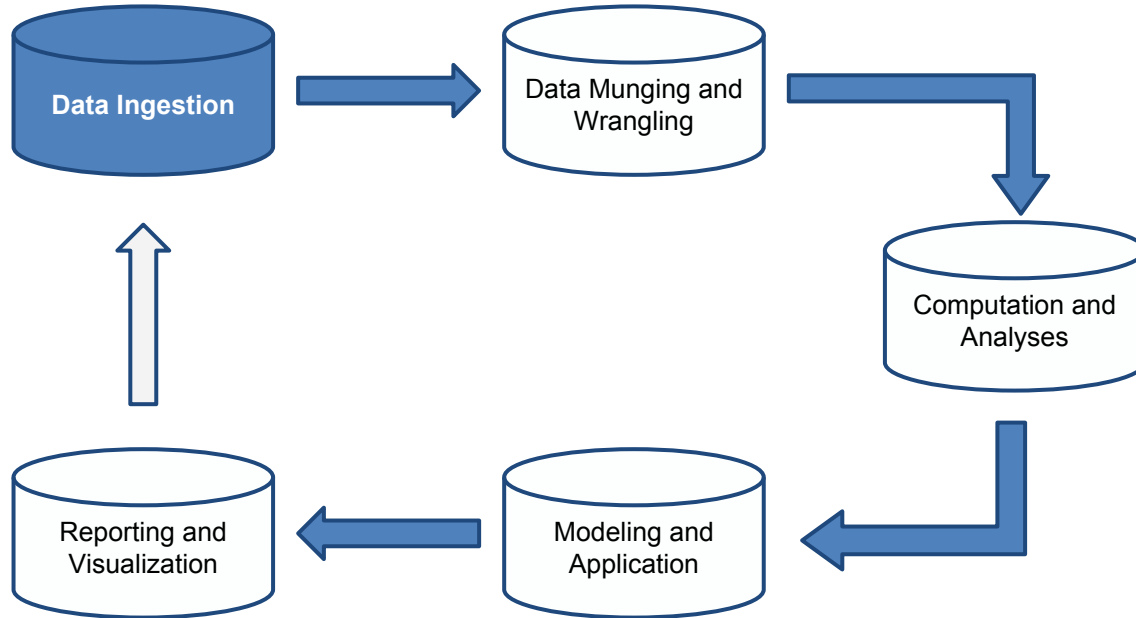 Data Ingestion
Data Munging and
Wrangling
Computation and
Analyses
Modeling and
Application
Reporting and
Visualization